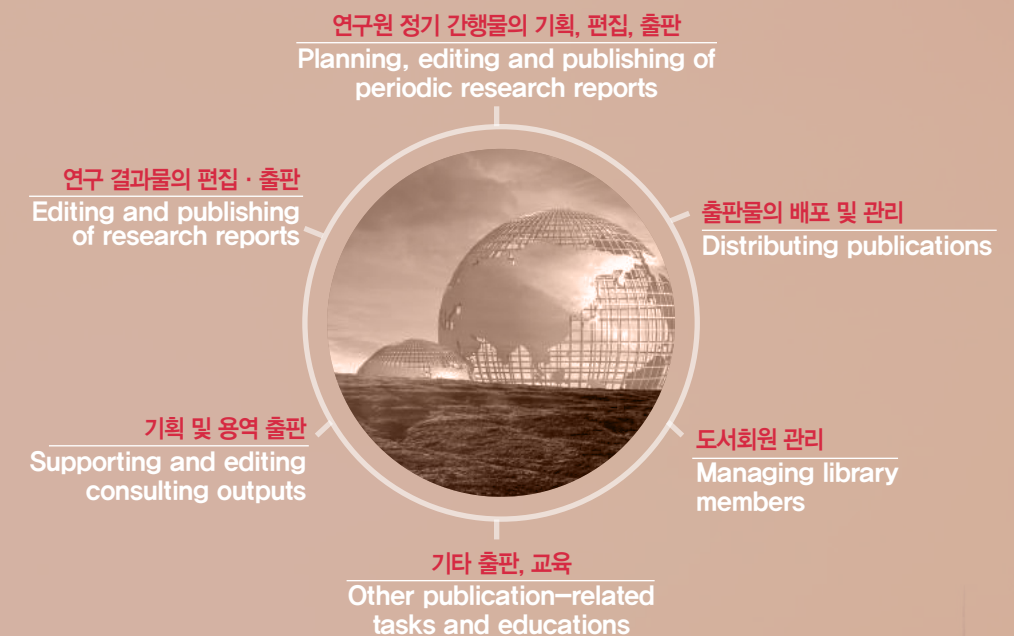 연구원 정기 간행물의 기획, 편집, 출판
Planning, editing and publishing of
periodic research reports
연구 결과물의 편집 · 출판
Editing and publishing
of research reports
출판물의 배포 및 관리
Distributing publications
기획 및 용역 출판
Supporting and editing
consulting outputs
도서회원 관리
Managing library
members
기타 출판, 교육
Other publication-related
tasks and educations